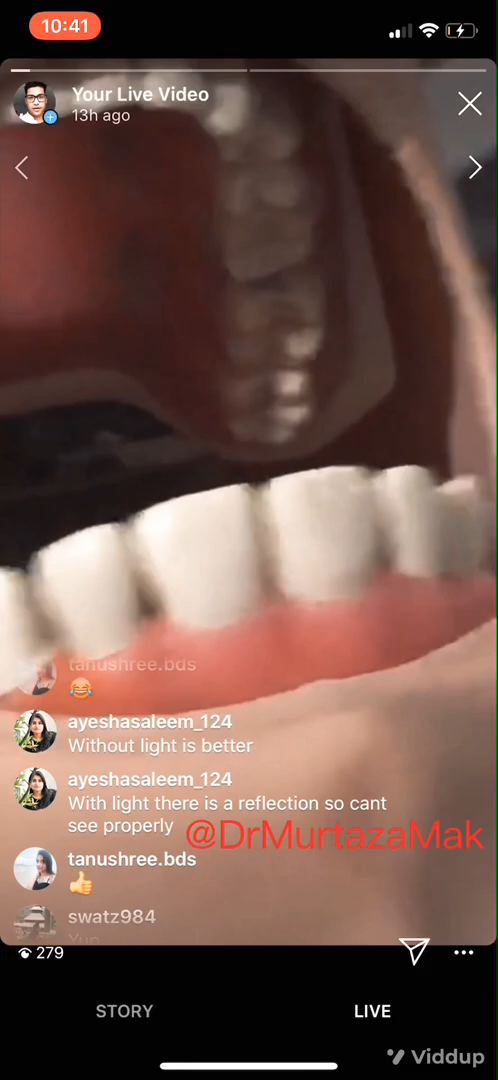 10:41
Your Live Video
13h ago
tanushree.bds
😂
ayeshasaleem_124
Without light is better
ayeshasaleem_124
With light there is a reflection so cant
see properly
@DrMurtazaMak
tanushree.bds
👍
swatz984
Yup
279
STORY
LIVE
Viddup